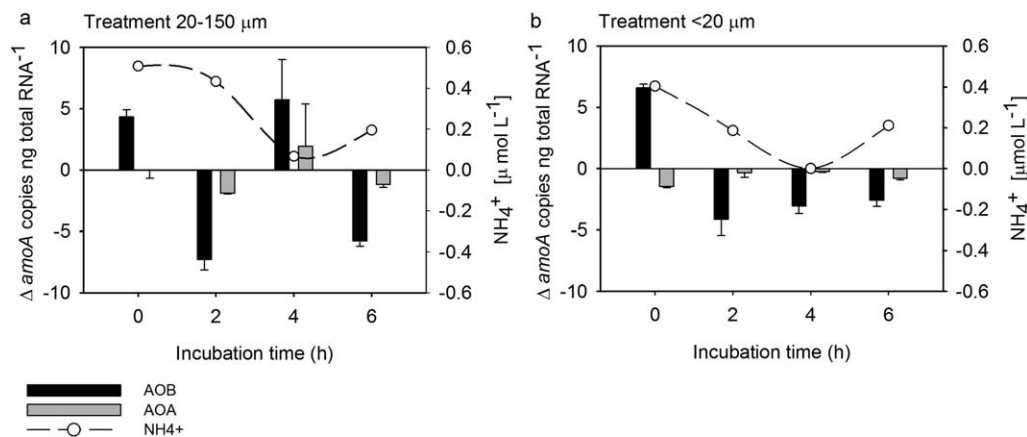 a
Treatment 20-150 μm
10
5
0
-5
-10
Δ amoA copies ng total RNA⁻¹
0.6
0.4
0.2
0.0
-0.2
-0.4
-0.6
NH₄⁺ [μ mol L⁻¹]
0 2 4 6
Incubation time (h)
b
Treatment <20 μm
10
5
0
-5
-10
Δ amoA copies ng total RNA⁻¹
0.6
0.4
0.2
0.0
-0.2
-0.4
-0.6
NH₄⁺ [μmol L⁻¹]
0 2 4 6
Incubation time (h)
AOB
AOA
NH4+